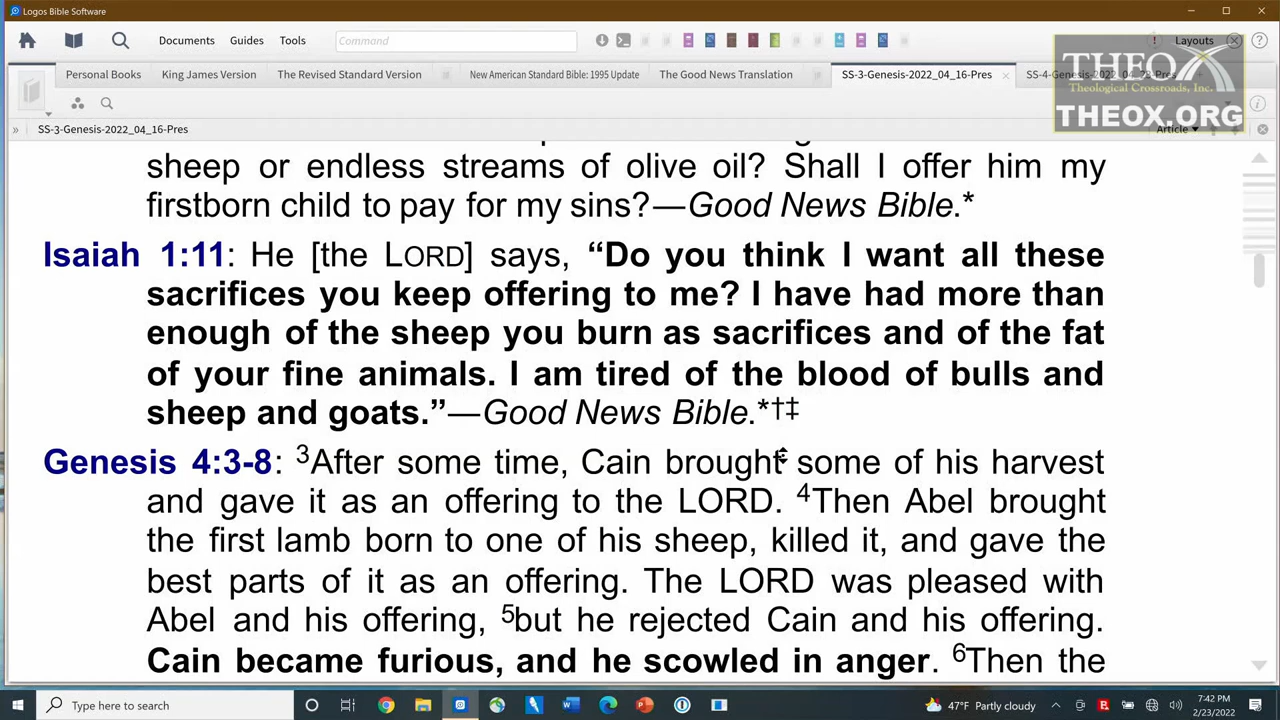 Logos Bible Software
Documents Guides Tools Command Layouts
THEOX
Theological Crossroads, Inc.
THEOX.ORG
Personal Books King James Version The Revised Standard Version New American Standard Bible: 1995 Update The Good News Translation SS-3-Genesis-2022_04_16-Pres
» SS-3-Genesis-2022_04_16-Pres Article
sheep or endless streams of olive oil? Shall I offer him my
firstborn child to pay for my sins?—Good News Bible.*
Isaiah 1:11: He [the LORD] says, “Do you think I want all these
sacrifices you keep offering to me? I have had more than
enough of the sheep you burn as sacrifices and of the fat
of your fine animals. I am tired of the blood of bulls and
sheep and goats.”—Good News Bible.*†‡
Genesis 4:3-8: 3After some time, Cain brought some of his harvest
and gave it as an offering to the LORD. 4Then Abel brought
the first lamb born to one of his sheep, killed it, and gave the
best parts of it as an offering. The LORD was pleased with
Abel and his offering, 5but he rejected Cain and his offering.
Cain became furious, and he scowled in anger. 6Then the
Type here to search 47°F Partly cloudy 7:42 PM
2/23/2022